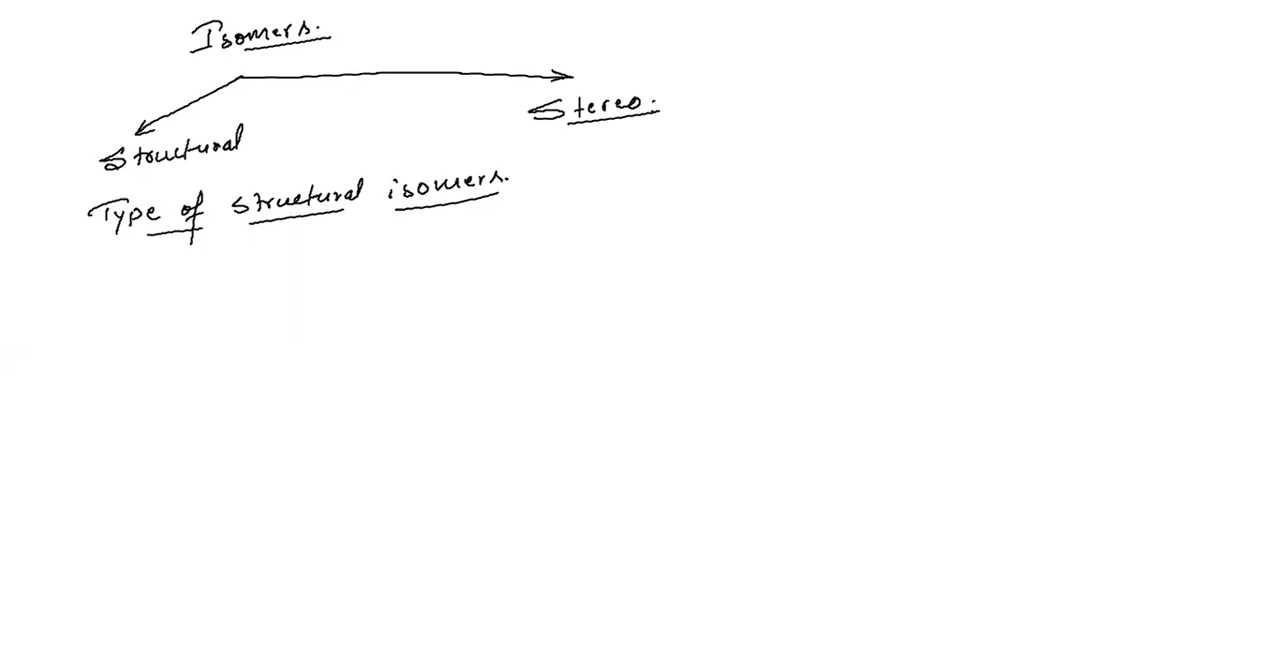 Isomers.
Stereo.
Structural
Type of structural isomers.